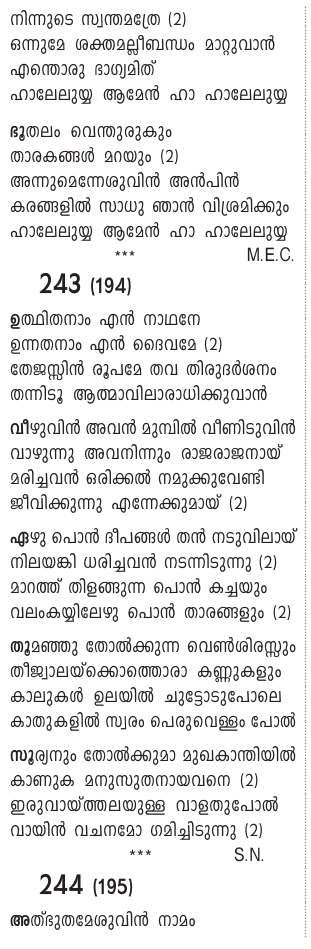 നിന്നുടെ സ്വന്തമത്രേ (2)
ഒന്നുമേ ശക്തമല്ലീബന്ധം മാറ്റുവാൻ
എന്തൊരു ഭാഗ്യമിത്
ഹാലേലുയ്യ ആമേൻ ഹാ ഹാലേലുയ്യ
ഭൂതലം വെന്തുരുകും
താരകങ്ങൾ മറയും (2)
അന്നുമെന്നേശുവിൻ അൻപിൻ
കരങ്ങളിൽ സാധു ഞാൻ വിശ്രമിക്കും
ഹാലേലുയ്യ ആമേൻ ഹാ ഹാലേലുയ്യ
*** M.E.C.
243 (194)
ഉത്ഥിതനാം എൻ നാഥനേ
ഉന്നതനാം എൻ ദൈവമേ (2)
തേജസ്സിൻ രൂപമേ തവ തിരുദർശനം
തന്നിടൂ ആത്മാവിലാരാധിക്കുവാൻ
വീഴുവിൻ അവൻ മുമ്പിൽ വീണിടുവിൻ
വാഴുന്നു അവനിന്നും രാജരാജനായ്
മരിച്ചവൻ ഒരിക്കൽ നമുക്കുവേണ്ടി
ജീവിക്കുന്നു എന്നേക്കുമായ് (2)
ഏഴു പൊൻ ദീപങ്ങൾ തൻ നടുവിലായ്
നിലയങ്കി ധരിച്ചവൻ നടന്നിടുന്നു (2)
മാറത്ത് തിളങ്ങുന്ന പൊൻ കച്ചയും
വലംകയ്യിലേഴു പൊൻ താരങ്ങളും (2)
തൂമഞ്ഞു തോൽക്കുന്ന വെൺശിരസ്സും
തീജ്വാലയ്ക്കൊത്തൊരാ കണ്ണുകളും
കാലുകൾ ഉലയിൽ ചുട്ടോടുപോലെ
കാതുകളിൽ സ്വരം പെരുവെള്ളം പോൽ
സൂര്യനും തോൽക്കുമാ മുഖകാന്തിയിൽ
കാണുക മനുസുതനായവനെ (2)
ഇരുവായ്ത്തലയുള്ള വാളതുപോൽ
വായിൻ വചനമോ ഗമിച്ചിടുന്നു (2)
*** S.N.
244 (195)
അത്ഭുതമേശുവിൻ നാമം